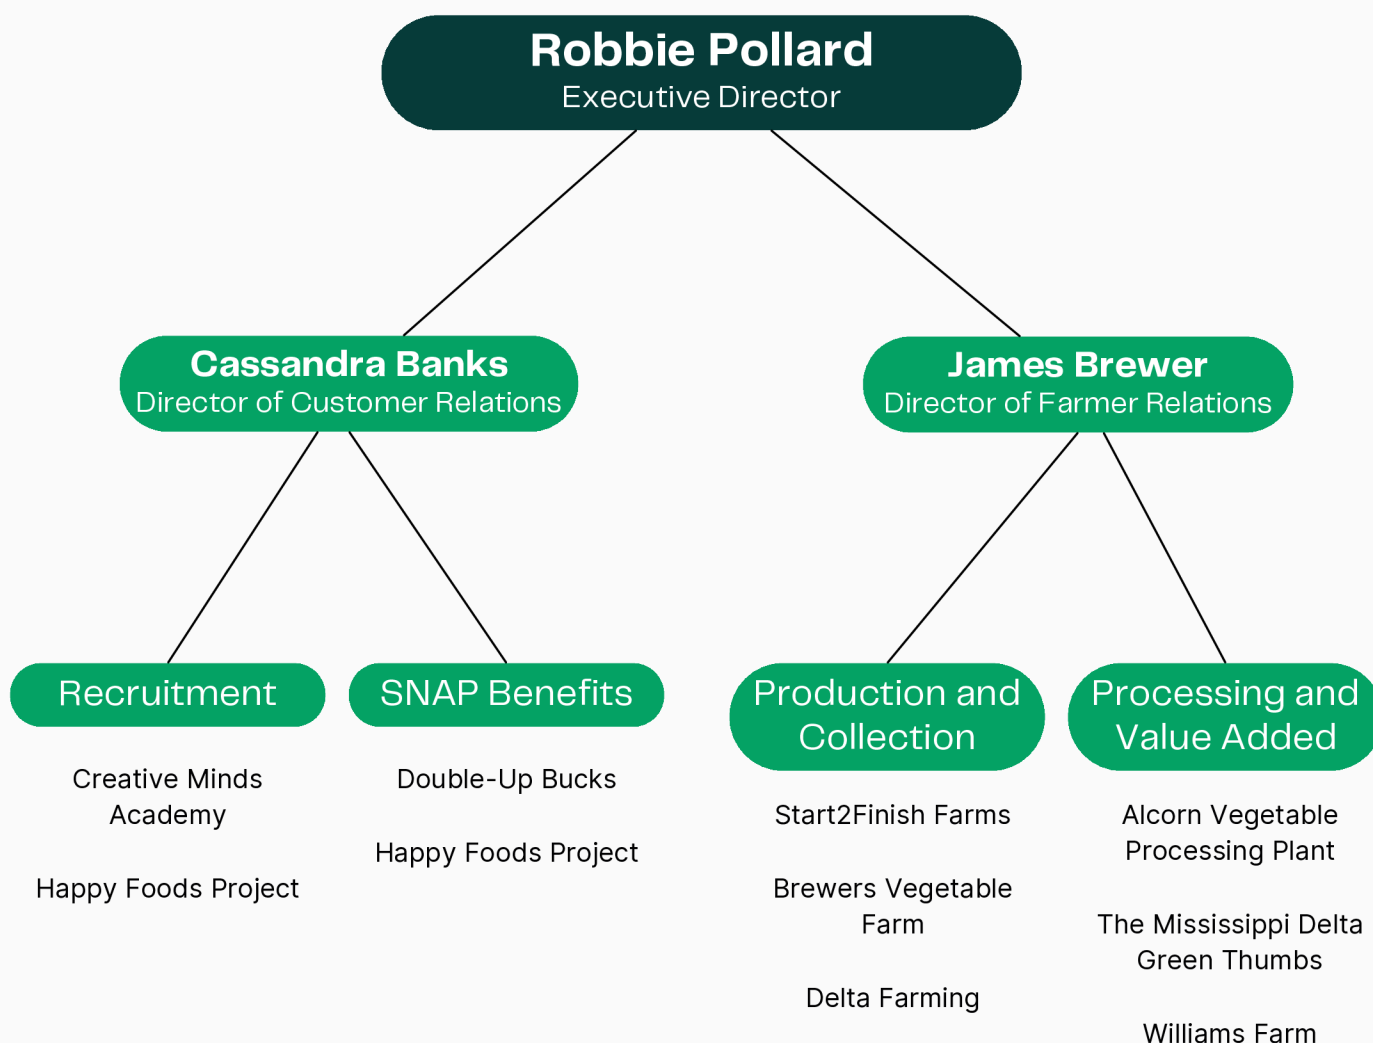 Robbie Pollard
Executive Director
Cassandra Banks
Director of Customer Relations
James Brewer
Director of Farmer Relations
Recruitment
Creative Minds
Academy
Happy Foods Project
SNAP Benefits
Double-Up Bucks
Happy Foods Project
Production and
Collection
Start2Finish Farms
Brewers Vegetable
Farm
Delta Farming
Processing and
Value Added
Alcorn Vegetable
Processing Plant
The Mississippi Delta
Green Thumbs
Williams Farm